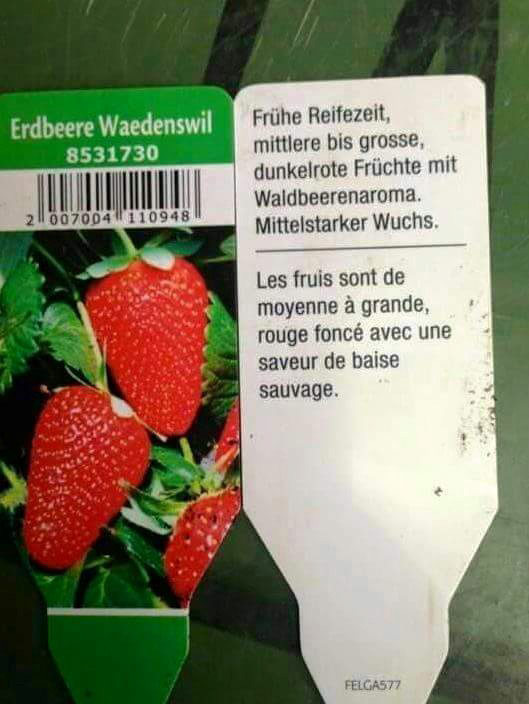 Erdbeere Waedenswil
8531730
2 007004 110948
Frühe Reifezeit,
mittlere bis grosse,
dunkelrote Früchte mit
Waldbeerenaroma.
Mittelstarker Wuchs.
Les fruis sont de
moyenne à grande,
rouge foncé avec une
saveur de baise
sauvage.
FELGA577